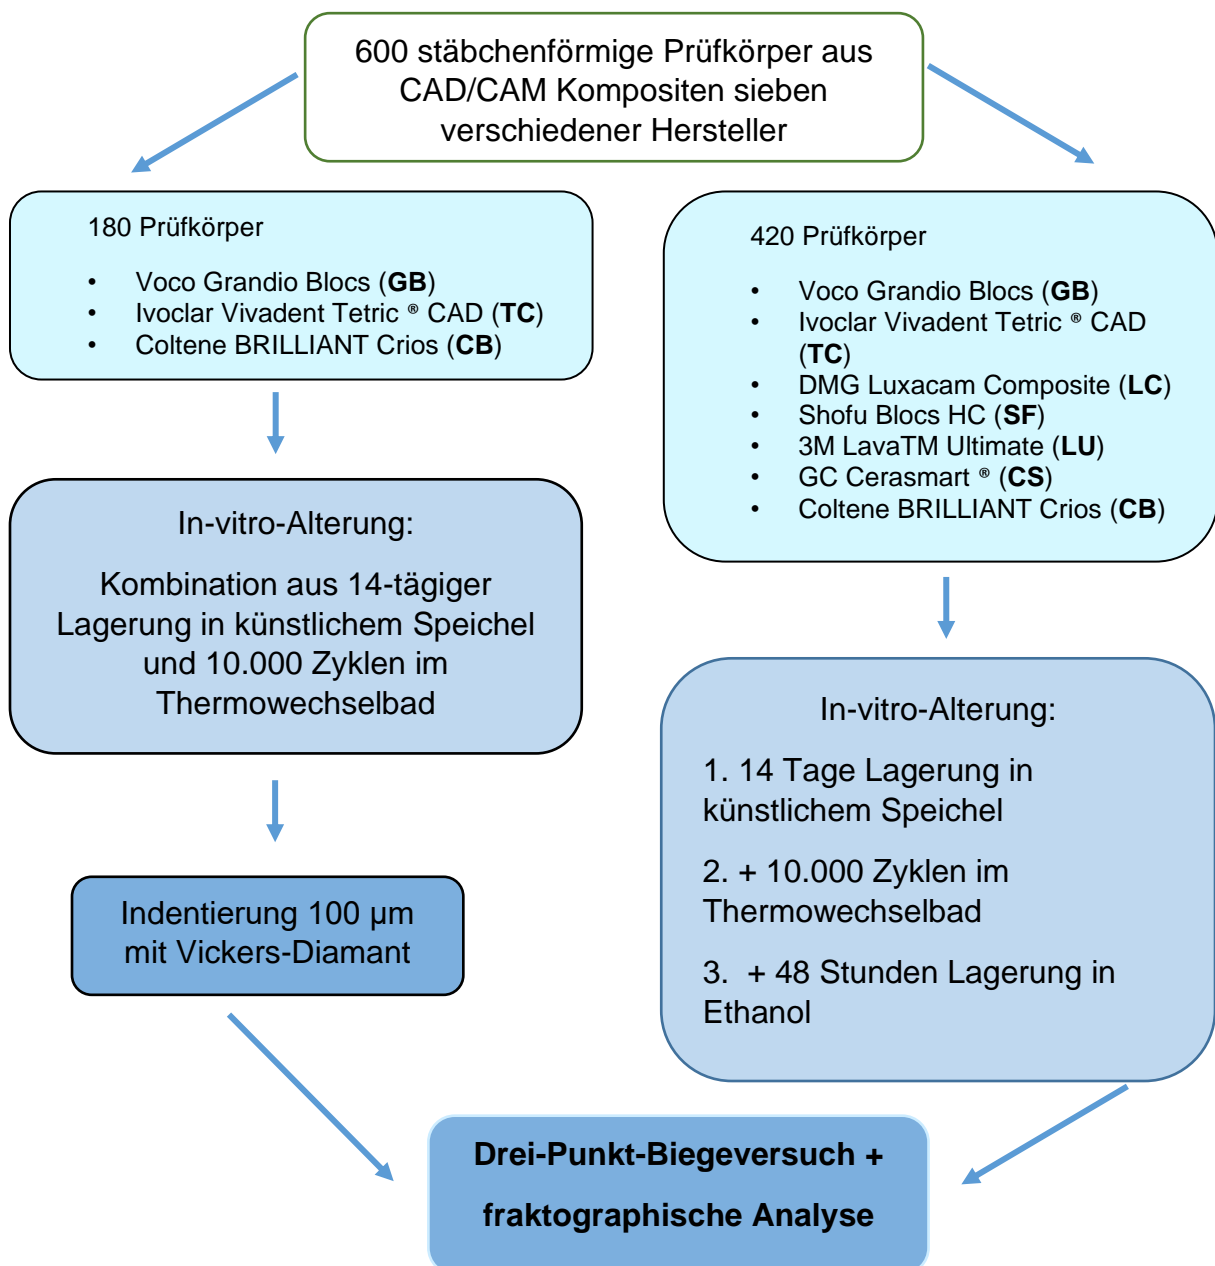 600 stäbchenförmige Prüfkörper aus
CAD/CAM Kompositen sieben
verschiedener Hersteller
180 Prüfkörper
• Voco Grandio Blocs (GB)
• Ivoclar Vivadent Tetric ® CAD (TC)
• Coltene BRILLIANT Crios (CB)
420 Prüfkörper
• Voco Grandio Blocs (GB)
• Ivoclar Vivadent Tetric ® CAD
(TC)
• DMG Luxacam Composite (LC)
• Shofu Blocs HC (SF)
• 3M LavaTM Ultimate (LU)
• GC Cerasmart ® (CS)
• Coltene BRILLIANT Crios (CB)
In-vitro-Alterung:
Kombination aus 14-tägiger
Lagerung in künstlichem Speichel
und 10.000 Zyklen im
Thermowechselbad
In-vitro-Alterung:
1. 14 Tage Lagerung in
künstlichem Speichel
2. + 10.000 Zyklen im
Thermowechselbad
3. + 48 Stunden Lagerung in
Ethanol
Indentierung 100 µm
mit Vickers-Diamant
Drei-Punkt-Biegeversuch +
fraktographische Analyse